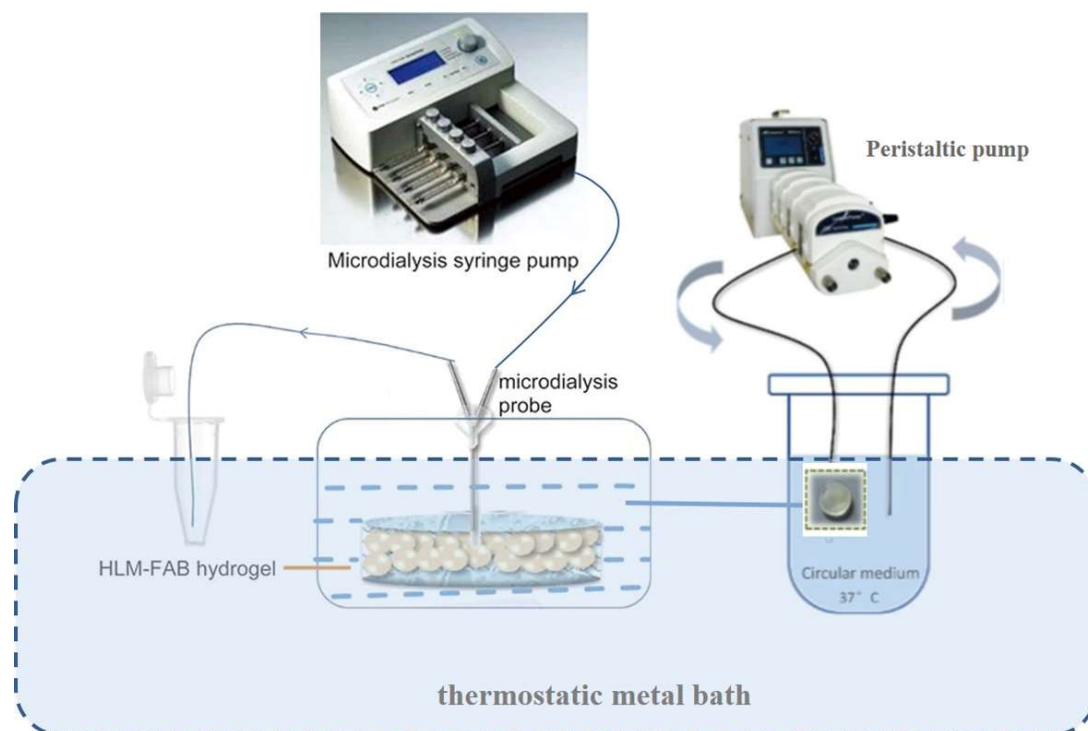 Microdialysis syringe pump
Peristaltic pump
microdialysis
probe
HLM-FAB hydrogel
Circular medium
37° C
thermostatic metal bath